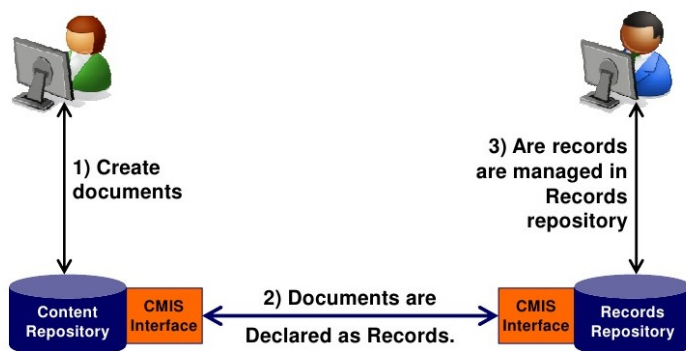 1) Create
documents
3) Are records
are managed in
Records
repository
Content
Repository
CMIS
Interface
2) Documents are
Declared as Records.
CMIS
Interface
Records
Repository